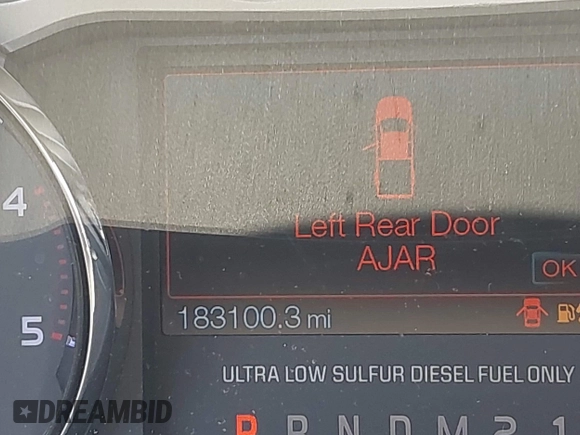 Left Rear Door
AJAR
OK
4
5
183100.3 mi
ULTRA LOW SULFUR DIESEL FUEL ONLY
P R N D M 2 1
DREAMBID